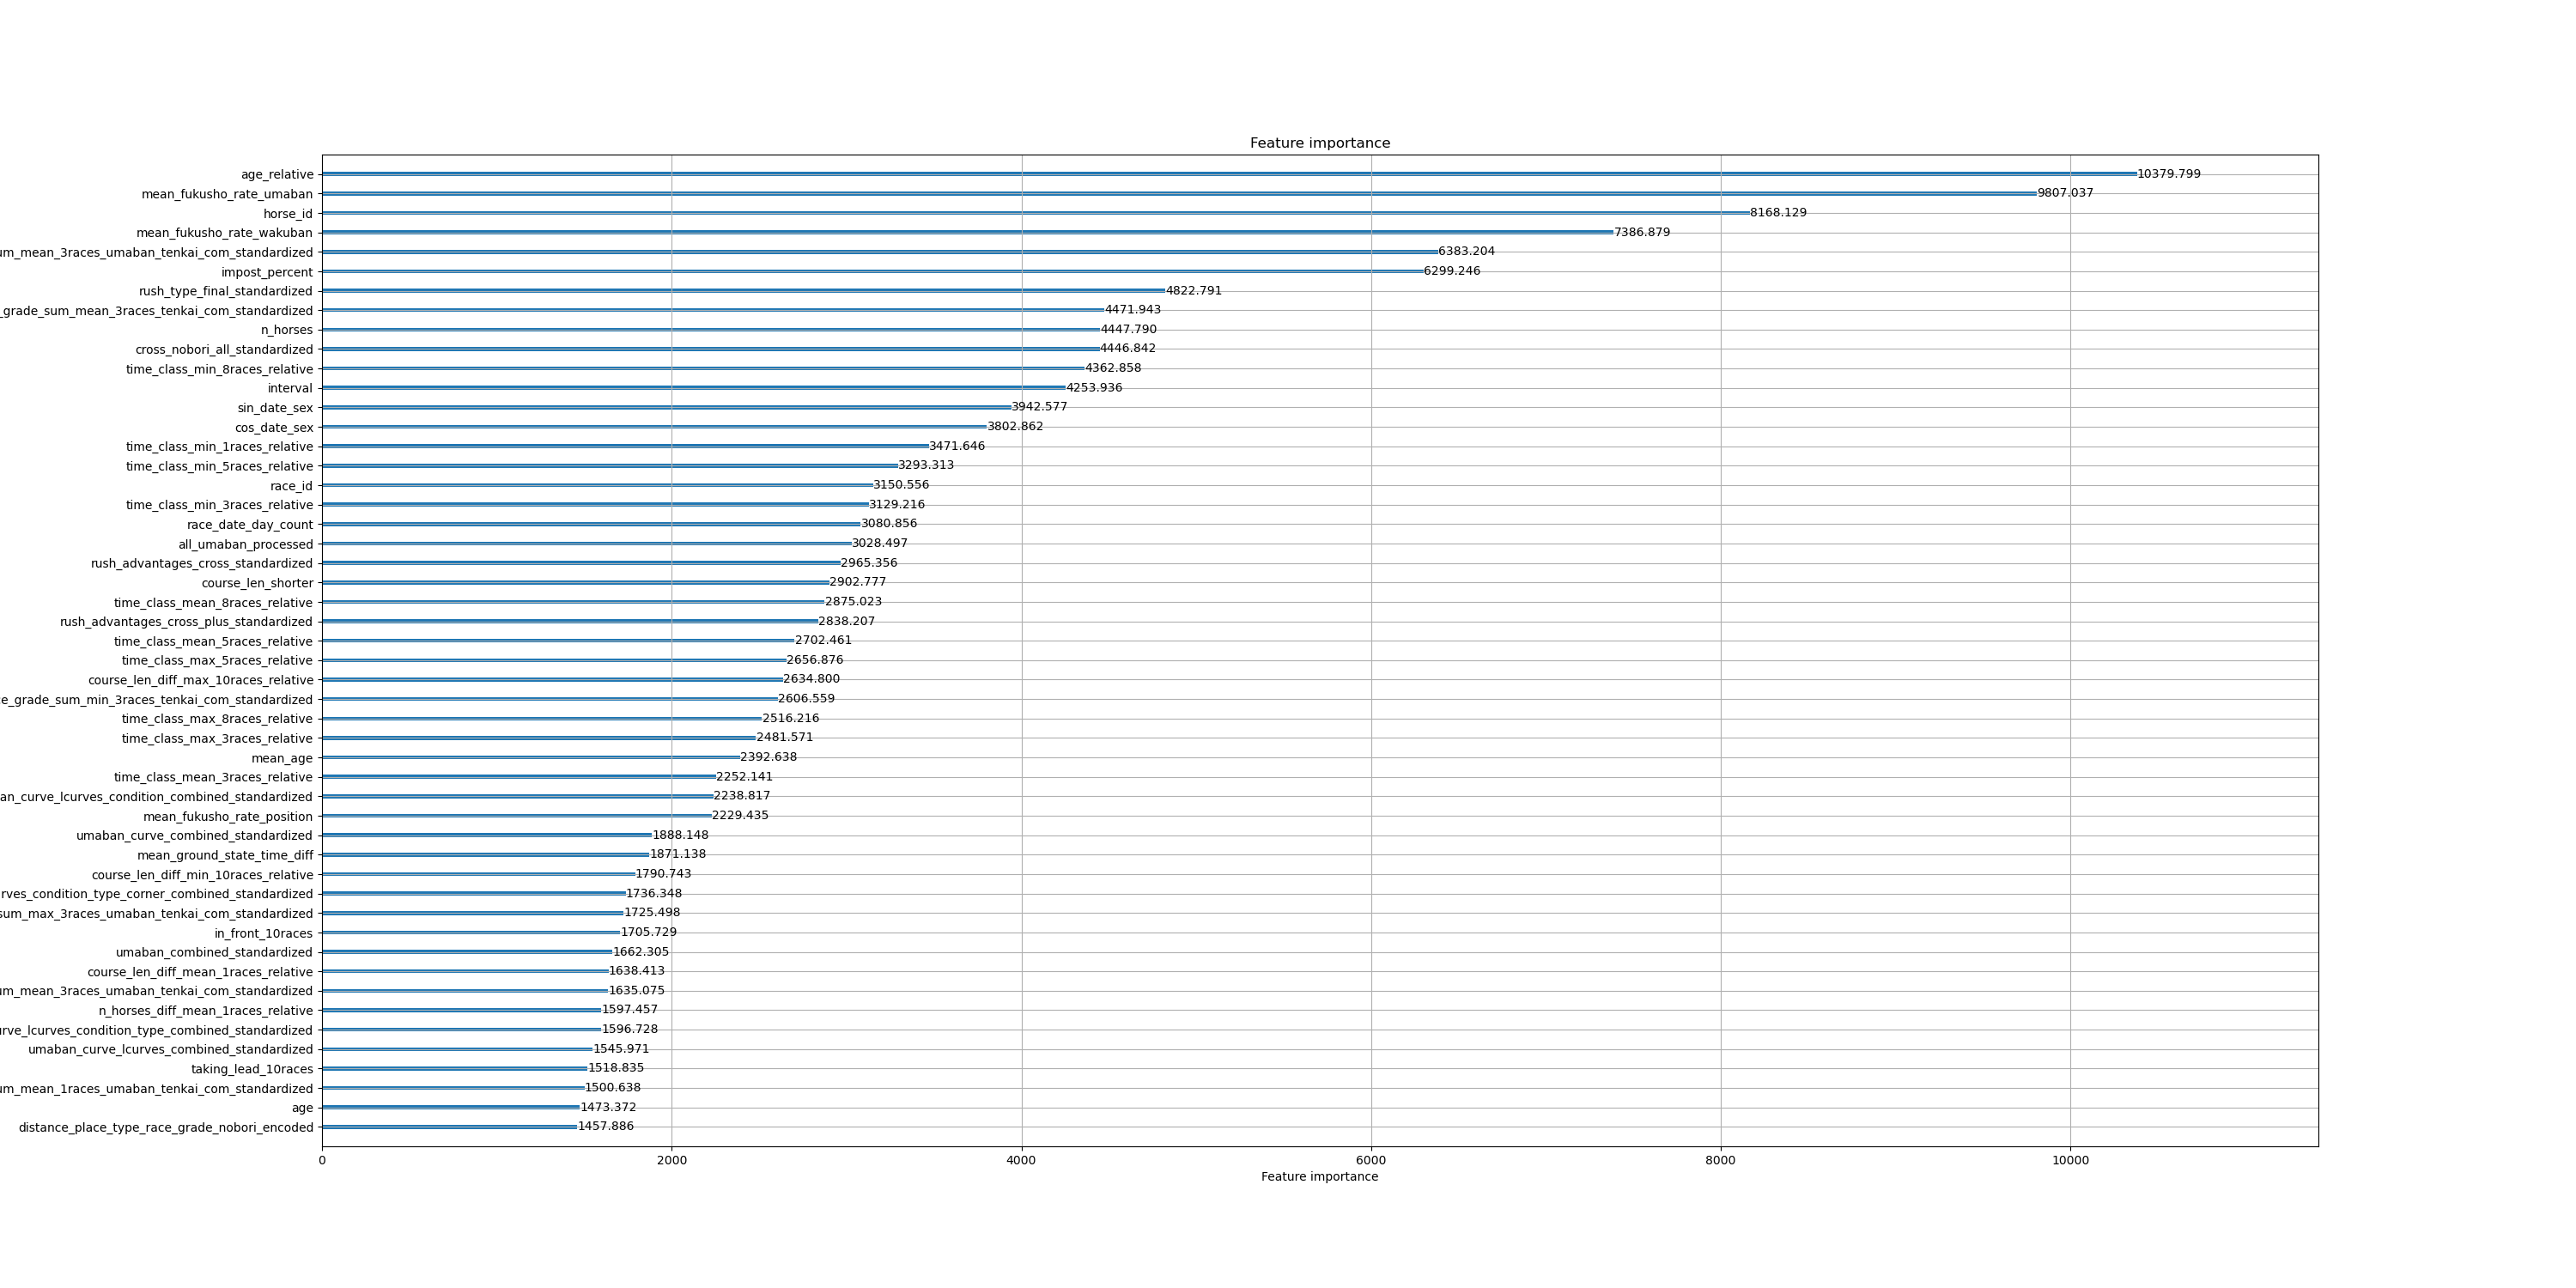 Feature importance
age_relative 10379.799
mean_fukusho_rate_umaban 9807.037
horse_id 8168.129
mean_fukusho_rate_wakuban 7386.879
um_mean_3races_umaban_tenkai_com_standardized 6383.204
impost_percent 6299.246
rush_type_final_standardized 4822.791
_grade_sum_mean_3races_tenkai_com_standardized 4471.943
n_horses 4447.790
cross_nobori_all_standardized 4446.842
time_class_min_8races_relative 4362.858
interval 4253.936
sin_date_sex 3942.577
cos_date_sex 3802.862
time_class_min_1races_relative 3471.646
time_class_min_5races_relative 3293.313
race_id 3150.556
time_class_min_3races_relative 3129.216
race_date_day_count 3080.856
all_umaban_processed 3028.497
rush_advantages_cross_standardized 2965.356
course_len_shorter 2902.777
time_class_mean_8races_relative 2875.023
rush_advantages_cross_plus_standardized 2838.207
time_class_mean_5races_relative 2702.461
time_class_max_5races_relative 2656.876
course_len_diff_max_10races_relative 2634.800
e_grade_sum_min_3races_tenkai_com_standardized 2606.559
time_class_max_8races_relative 2516.216
time_class_max_3races_relative 2481.571
mean_age 2392.638
time_class_mean_3races_relative 2252.141
an_curve_lcurves_condition_combined_standardized 2238.817
mean_fukusho_rate_position 2229.435
umaban_curve_combined_standardized 1888.148
mean_ground_state_time_diff 1871.138
course_len_diff_min_10races_relative 1790.743
rves_condition_type_corner_combined_standardized 1736.348
sum_max_3races_umaban_tenkai_com_standardized 1725.498
in_front_10races 1705.729
umaban_combined_standardized 1662.305
course_len_diff_mean_1races_relative 1638.413
um_mean_3races_umaban_tenkai_com_standardized 1635.075
n_horses_diff_mean_1races_relative 1597.457
urve_lcurves_condition_type_combined_standardized 1596.728
umaban_curve_lcurves_combined_standardized 1545.971
taking_lead_10races 1518.835
um_mean_1races_umaban_tenkai_com_standardized 1500.638
age 1473.372
distance_place_type_race_grade_nobori_encoded 1457.886
0 2000 4000 6000 8000 10000
Feature importance